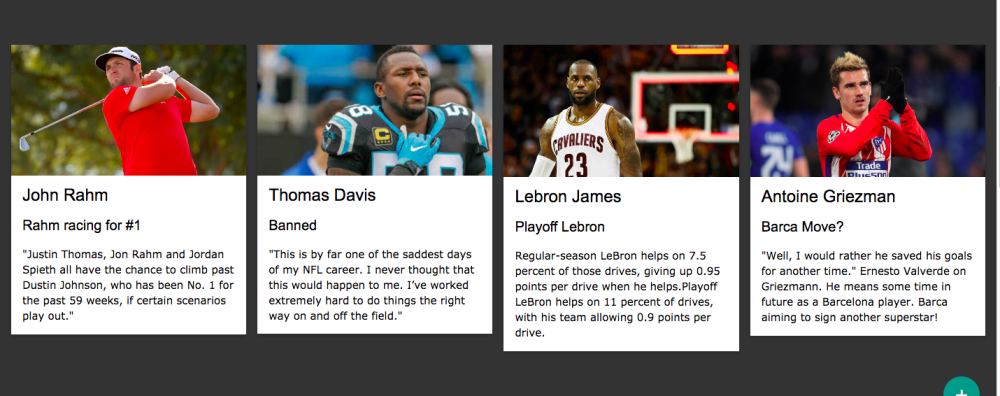 58
C
CAVALIERS
23
24
Trade
Plus500
John Rahm
Rahm racing for #1
"Justin Thomas, Jon Rahm and Jordan
Spieth all have the chance to climb past
Dustin Johnson, who has been No. 1 for
the past 59 weeks, if certain scenarios
play out."
Thomas Davis
Banned
"This is by far one of the saddest days
of my NFL career. I never thought that
this would happen to me. I’ve worked
extremely hard to do things the right
way on and off the field."
Lebron James
Playoff Lebron
Regular-season LeBron helps on 7.5
percent of those drives, giving up 0.95
points per drive when he helps.Playoff
LeBron helps on 11 percent of drives,
with his team allowing 0.9 points per
drive.
Antoine Griezman
Barca Move?
"Well, I would rather he saved his goals
for another time." Ernesto Valverde on
Griezmann. He means some time in
future as a Barcelona player. Barca
aiming to sign another superstar!
+